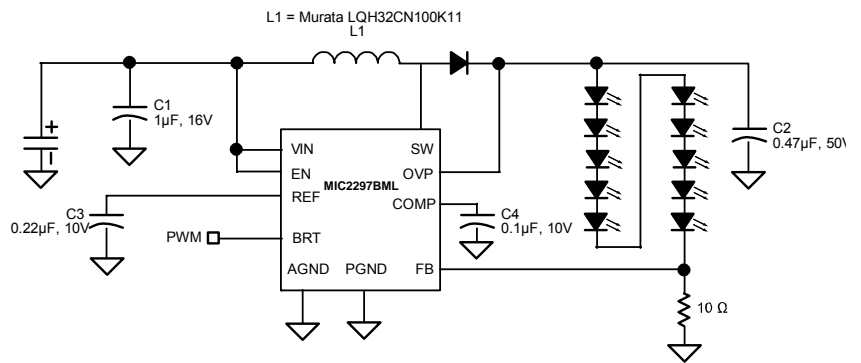 L1 = Murata LQH32CN100K11
L1
C1
1µF, 16V
+
-
VIN
SW
EN
OVP
MIC2297BML
REF
COMP
C2
0.47µF, 50V
C3
0.22µF, 10V
C4
0.1µF, 10V
PWM
BRT
AGND
PGND
FB
10 Ω